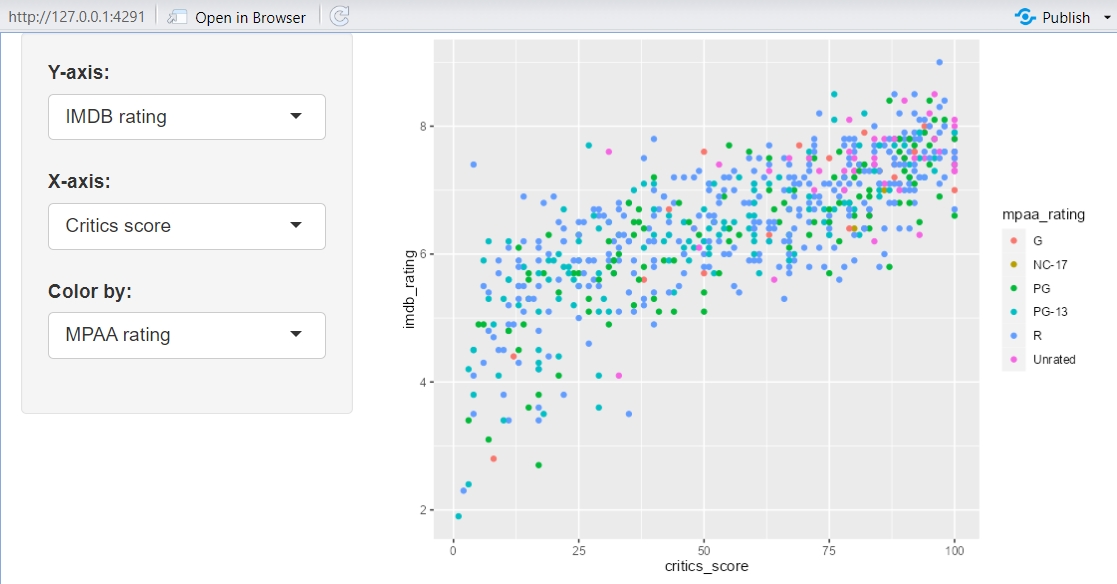 http://127.0.0.1:4291
Open in Browser
Publish
Y-axis:
IMDB rating
X-axis:
Critics score
Color by:
MPAA rating
imdb_rating
8
6
4
2
0
25
50
75
100
critics_score
mpaa_rating
G
NC-17
PG
PG-13
R
Unrated